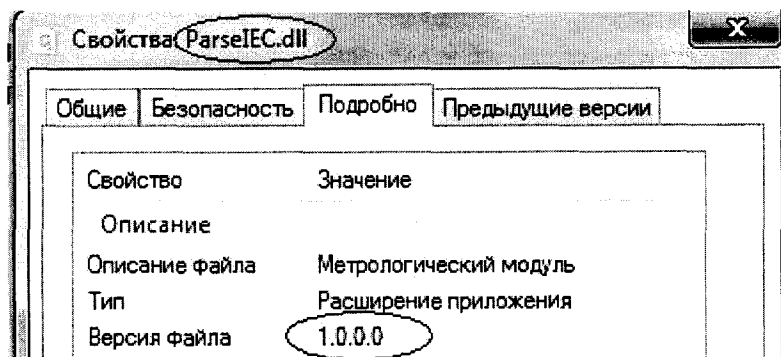 Свойства ParseIEC.dll
Общие Безопасность Подробно Предыдущие версии
Свойство Значение
Описание
Описание файла Метрологический модуль
Тип Расширение приложения
Версия файла 1.0.0.0